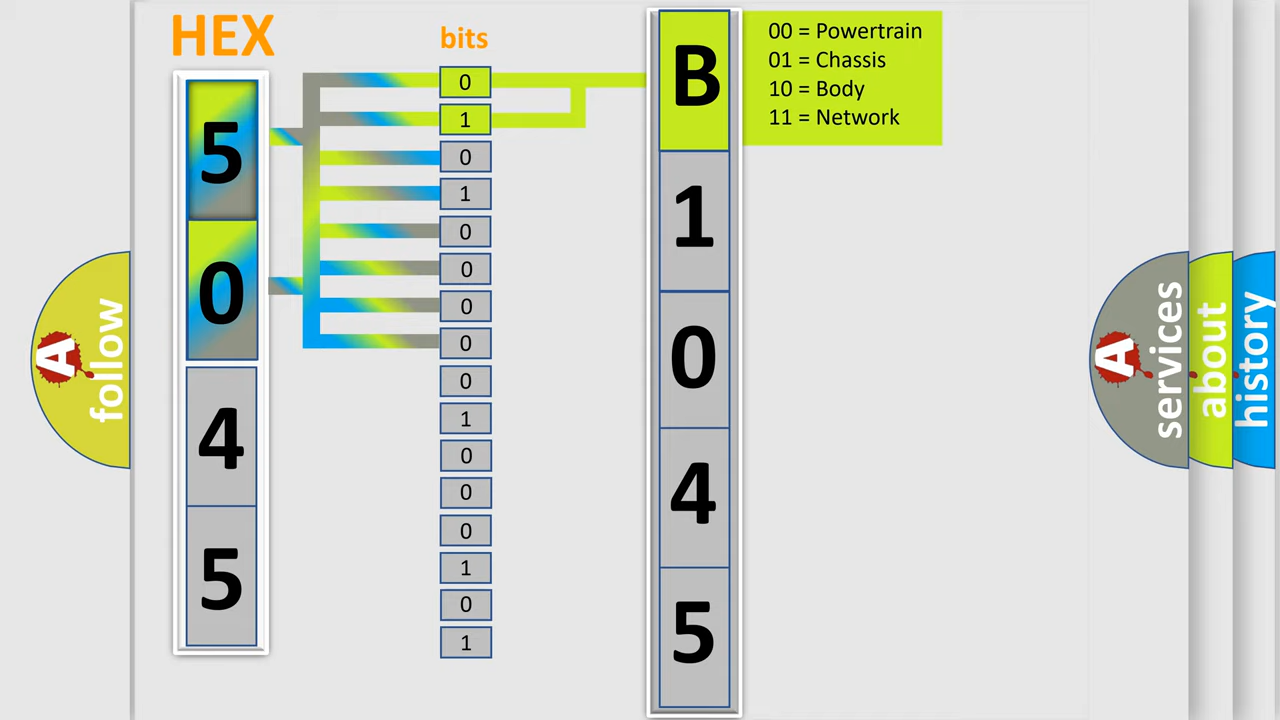 HEX
bits
5
0
4
5
0
1
0
1
0
0
0
0
0
1
0
0
0
1
0
1
B
1
0
4
5
00 = Powertrain
01 = Chassis
10 = Body
11 = Network
A
follow
A
services
about
history